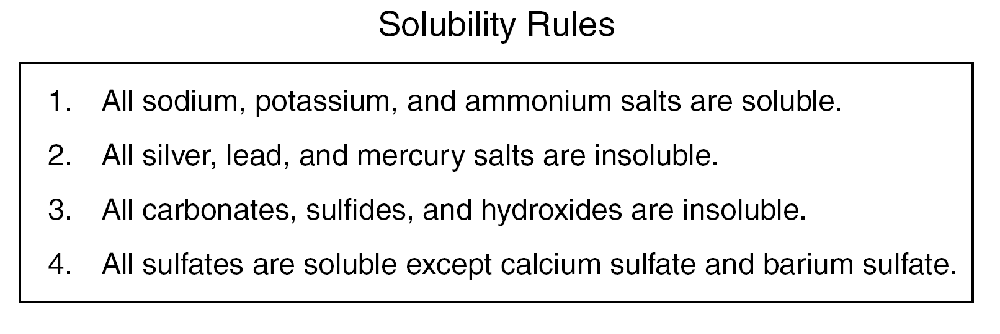 Solubility Rules
1. All sodium, potassium, and ammonium salts are soluble.
2. All silver, lead, and mercury salts are insoluble.
3. All carbonates, sulfides, and hydroxides are insoluble.
4. All sulfates are soluble except calcium sulfate and barium sulfate.